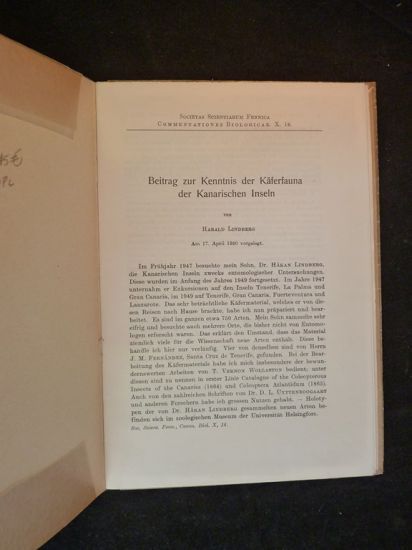 SOCIETAS SCIENTIARUM FENNICA
COMMENTATIONES BIOLOGICAE. X. 18.
Beitrag zur Kenntnis der Käferfauna
der Kanarischen Inseln
VON
HARALD LINDBERG
Am 17. April 1950 vorgelegt.
Im Frühjahr 1947 besuchte mein Sohn, Dr. HÅKAN LINDBERG,
die Kanarischen Inseln zwecks entomologischer Untersuchungen.
Diese wurden im Anfang des Jahres 1949 fortgesetzt. Im Jahre 1947
unternahm er Exkursionen auf den Inseln Tenerife, La Palma und
Gran Canaria, im 1949 auf Tenerife, Gran Canaria, Fuerteventura und
Lanzarote. Das sehr beträchtliche Käfermaterial, welches er von die-
sen Reisen nach Hause brachte, habe ich nun präpariert und bear-
beitet. Es sind im ganzen etwa 750 Arten. Mein Sohn sammelte sehr
eifrig und besuchte auch mehrere Orte, die bisher nicht von Entomo-
logen erforscht waren. Das erklärt den Umstand, dass das Material
ziemlich viele für die Wissenschaft neue Arten enthält. Diese be-
handle ich hier nur vorläufig. Vier von denselben sind von Herrn
J. M. FERNÁNDEZ, Santa Cruz de Tenerife, gefunden. Bei der Bear-
beitung des Käfermaterials habe ich mich insbesondere der bewun-
dernswerten Arbeiten von T. VERNON WOLLASTON bedient; unter
diesen sind zu nennen in erster Linie Catalogue of the Coleopterous
Insects of the Canaries (1864) und Coleoptera Atlantidum (1865).
Auch von den zahlreichen Schriften von Dr. D. L. UYTTENBOOGAART
und anderen Forschern habe ich grossen Nutzen gehabt. — Holoty-
pen der von Dr. HÅKAN LINDBERG gesammelten neuen Arten be-
finden sich im zoologischen Museum der Universität Helsingfors.
Soc. Scient. Fenn., Comm. Biol. X, 18.